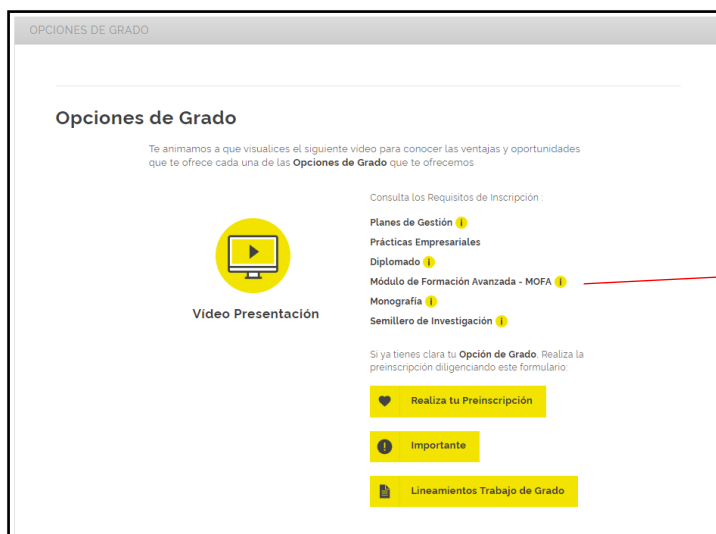 OPCIONES DE GRADO
Opciones de Grado
Te animamos a que visualices el siguiente vídeo para conocer las ventajas y oportunidades
que te ofrece cada una de las Opciones de Grado que te ofrecemos
Vídeo Presentación
Consulta los Requisitos de Inscripción :
Planes de Gestión i
Prácticas Empresariales
Diplomado i
Módulo de Formación Avanzada - MOFA i
Monografía i
Semillero de Investigación i
Si ya tienes clara tu Opción de Grado. Realiza la
preinscripción diligenciando este formulario:
Realiza tu Preinscripción
Importante
Lineamientos Trabajo de Grado